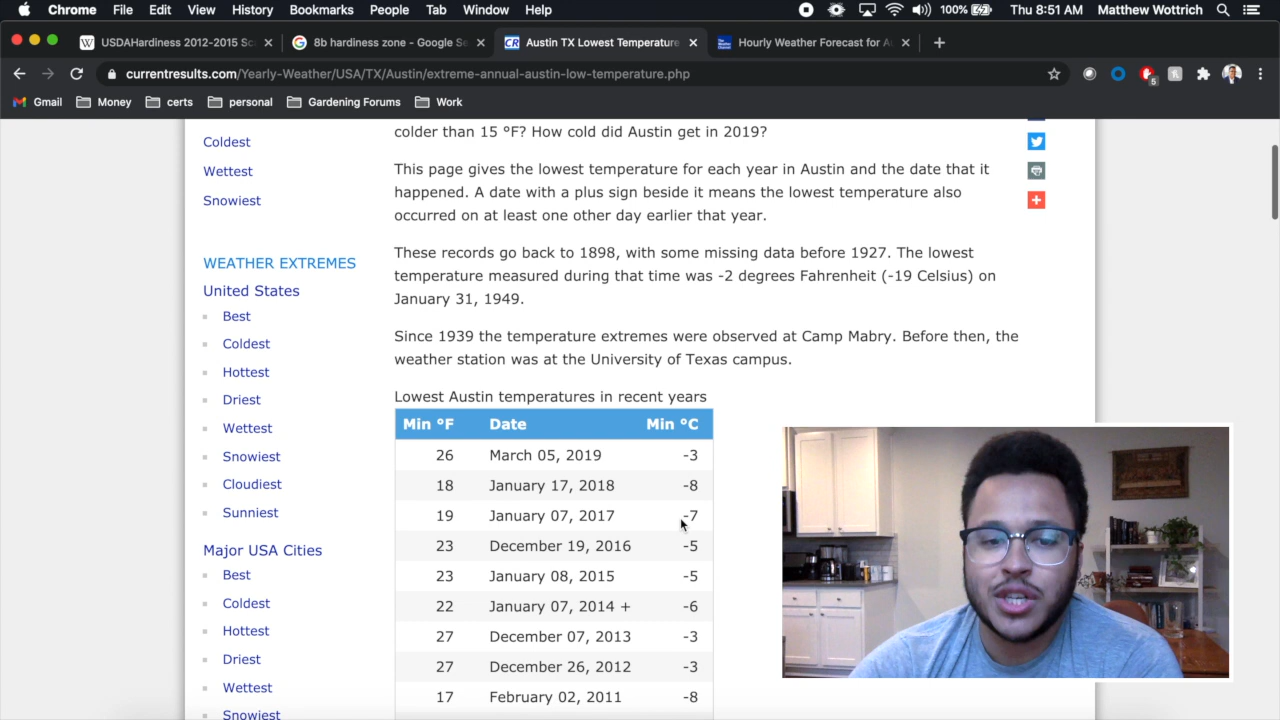 Chrome File Edit View History Bookmarks People Tab Window Help 100% Thu 8:51 AM Matthew Wottrich
USDAHardiness 2012-2015 Sc 8b hardiness zone - Google Se Austin TX Lowest Temperature Hourly Weather Forecast for Au
currentresults.com/Yearly-Weather/USA/TX/Austin/extreme-annual-austin-low-temperature.php
Gmail Money certs personal Gardening Forums Work
Coldest
Wettest
Snowiest
WEATHER EXTREMES
United States
Best
Coldest
Hottest
Driest
Wettest
Snowiest
Cloudiest
Sunniest
Major USA Cities
Best
Coldest
Hottest
Driest
Wettest
Snowiest
colder than 15 °F? How cold did Austin get in 2019?
This page gives the lowest temperature for each year in Austin and the date that it
happened. A date with a plus sign beside it means the lowest temperature also
occurred on at least one other day earlier that year.
These records go back to 1898, with some missing data before 1927. The lowest
temperature measured during that time was -2 degrees Fahrenheit (-19 Celsius) on
January 31, 1949.
Since 1939 the temperature extremes were observed at Camp Mabry. Before then, the
weather station was at the University of Texas campus.
Lowest Austin temperatures in recent years
Min °F Date Min °C
26 March 05, 2019 -3
18 January 17, 2018 -8
19 January 07, 2017 -7
23 December 19, 2016 -5
23 January 08, 2015 -5
22 January 07, 2014 + -6
27 December 07, 2013 -3
27 December 26, 2012 -3
17 February 02, 2011 -8